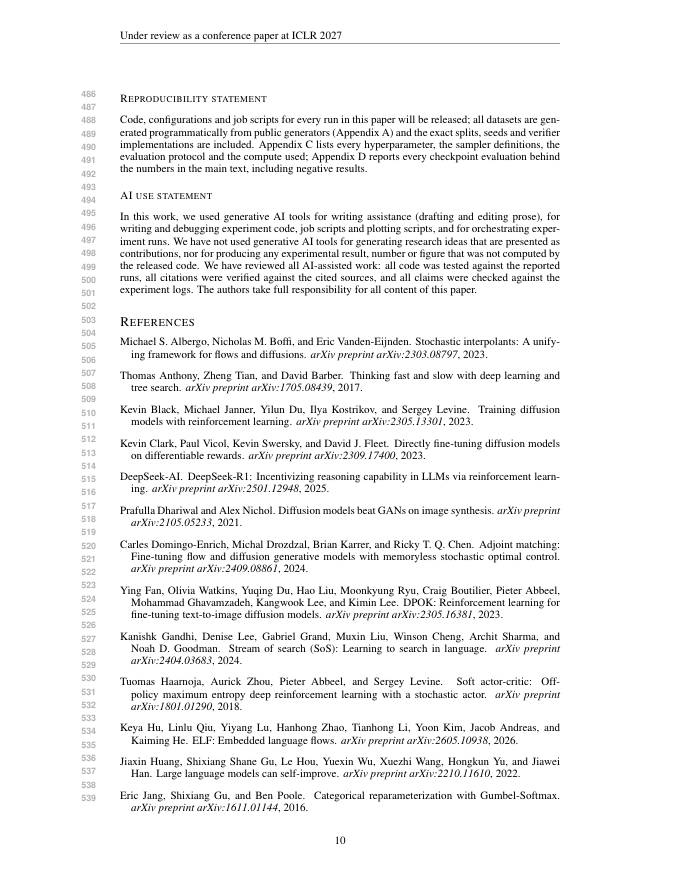 Under review as a conference paper at ICLR 2027
486
487
488
489
490
491
492
493
494
495
496
497
498
499
500
501
502
503
504
505
506
507
508
509
510
511
512
513
514
515
516
517
518
519
520
521
522
523
524
525
526
527
528
529
530
531
532
533
534
535
536
537
538
539
REPRODUCIBILITY STATEMENT
Code, configurations and job scripts for every run in this paper will be released; all datasets are gen-
erated programmatically from public generators (Appendix A) and the exact splits, seeds and verifier
implementations are included. Appendix C lists every hyperparameter, the sampler definitions, the
evaluation protocol and the compute used; Appendix D reports every checkpoint evaluation behind
the numbers in the main text, including negative results.
AI USE STATEMENT
In this work, we used generative AI tools for writing assistance (drafting and editing prose), for
writing and debugging experiment code, job scripts and plotting scripts, and for orchestrating exper-
iment runs. We have not used generative AI tools for generating research ideas that are presented as
contributions, nor for producing any experimental result, number or figure that was not computed by
the released code. We have reviewed all AI-assisted work: all code was tested against the reported
runs, all citations were verified against the cited sources, and all claims were checked against the
experiment logs. The authors take full responsibility for all content of this paper.
REFERENCES
Michael S. Albergo, Nicholas M. Boffi, and Eric Vanden-Eijnden. Stochastic interpolants: A unify-
ing framework for flows and diffusions. arXiv preprint arXiv:2303.08797, 2023.
Thomas Anthony, Zheng Tian, and David Barber. Thinking fast and slow with deep learning and
tree search. arXiv preprint arXiv:1705.08439, 2017.
Kevin Black, Michael Janner, Yilun Du, Ilya Kostrikov, and Sergey Levine. Training diffusion
models with reinforcement learning. arXiv preprint arXiv:2305.13301, 2023.
Kevin Clark, Paul Vicol, Kevin Swersky, and David J. Fleet. Directly fine-tuning diffusion models
on differentiable rewards. arXiv preprint arXiv:2309.17400, 2023.
DeepSeek-AI. DeepSeek-R1: Incentivizing reasoning capability in LLMs via reinforcement learn-
ing. arXiv preprint arXiv:2501.12948, 2025.
Prafulla Dhariwal and Alex Nichol. Diffusion models beat GANs on image synthesis. arXiv preprint
arXiv:2105.05233, 2021.
Carles Domingo-Enrich, Michal Drozdzal, Brian Karrer, and Ricky T. Q. Chen. Adjoint matching:
Fine-tuning flow and diffusion generative models with memoryless stochastic optimal control.
arXiv preprint arXiv:2409.08861, 2024.
Ying Fan, Olivia Watkins, Yuqing Du, Hao Liu, Moonkyung Ryu, Craig Boutilier, Pieter Abbeel,
Mohammad Ghavamzadeh, Kangwook Lee, and Kimin Lee. DPOK: Reinforcement learning for
fine-tuning text-to-image diffusion models. arXiv preprint arXiv:2305.16381, 2023.
Kanishk Gandhi, Denise Lee, Gabriel Grand, Muxin Liu, Winson Cheng, Archit Sharma, and
Noah D. Goodman. Stream of search (SoS): Learning to search in language. arXiv preprint
arXiv:2404.03683, 2024.
Tuomas Haarnoja, Aurick Zhou, Pieter Abbeel, and Sergey Levine. Soft actor-critic: Off-
policy maximum entropy deep reinforcement learning with a stochastic actor. arXiv preprint
arXiv:1801.01290, 2018.
Keya Hu, Linlu Qiu, Yiyang Lu, Hanhong Zhao, Tianhong Li, Yoon Kim, Jacob Andreas, and
Kaiming He. ELF: Embedded language flows. arXiv preprint arXiv:2605.10938, 2026.
Jiaxin Huang, Shixiang Shane Gu, Le Hou, Yuexin Wu, Xuezhi Wang, Hongkun Yu, and Jiawei
Han. Large language models can self-improve. arXiv preprint arXiv:2210.11610, 2022.
Eric Jang, Shixiang Gu, and Ben Poole. Categorical reparameterization with Gumbel-Softmax.
arXiv preprint arXiv:1611.01144, 2016.
10